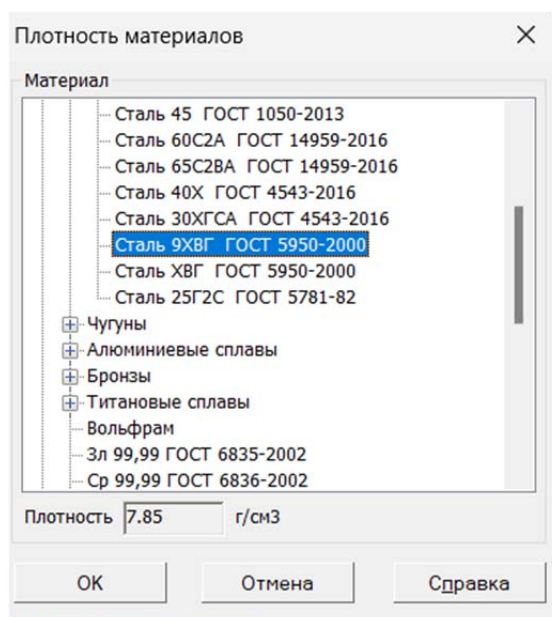 Плотность материалов
Материал
Сталь 45 ГОСТ 1050-2013
Сталь 60С2А ГОСТ 14959-2016
Сталь 65С2ВА ГОСТ 14959-2016
Сталь 40Х ГОСТ 4543-2016
Сталь 30ХГСА ГОСТ 4543-2016
Сталь 9ХВГ ГОСТ 5950-2000
Сталь ХВГ ГОСТ 5950-2000
Сталь 25Г2С ГОСТ 5781-82
Чугуны
Алюминиевые сплавы
Бронзы
Титановые сплавы
Вольфрам
Зл 99,99 ГОСТ 6835-2002
Ср 99,99 ГОСТ 6836-2002
Плотность 7.85 г/см3
OK Отмена Справка